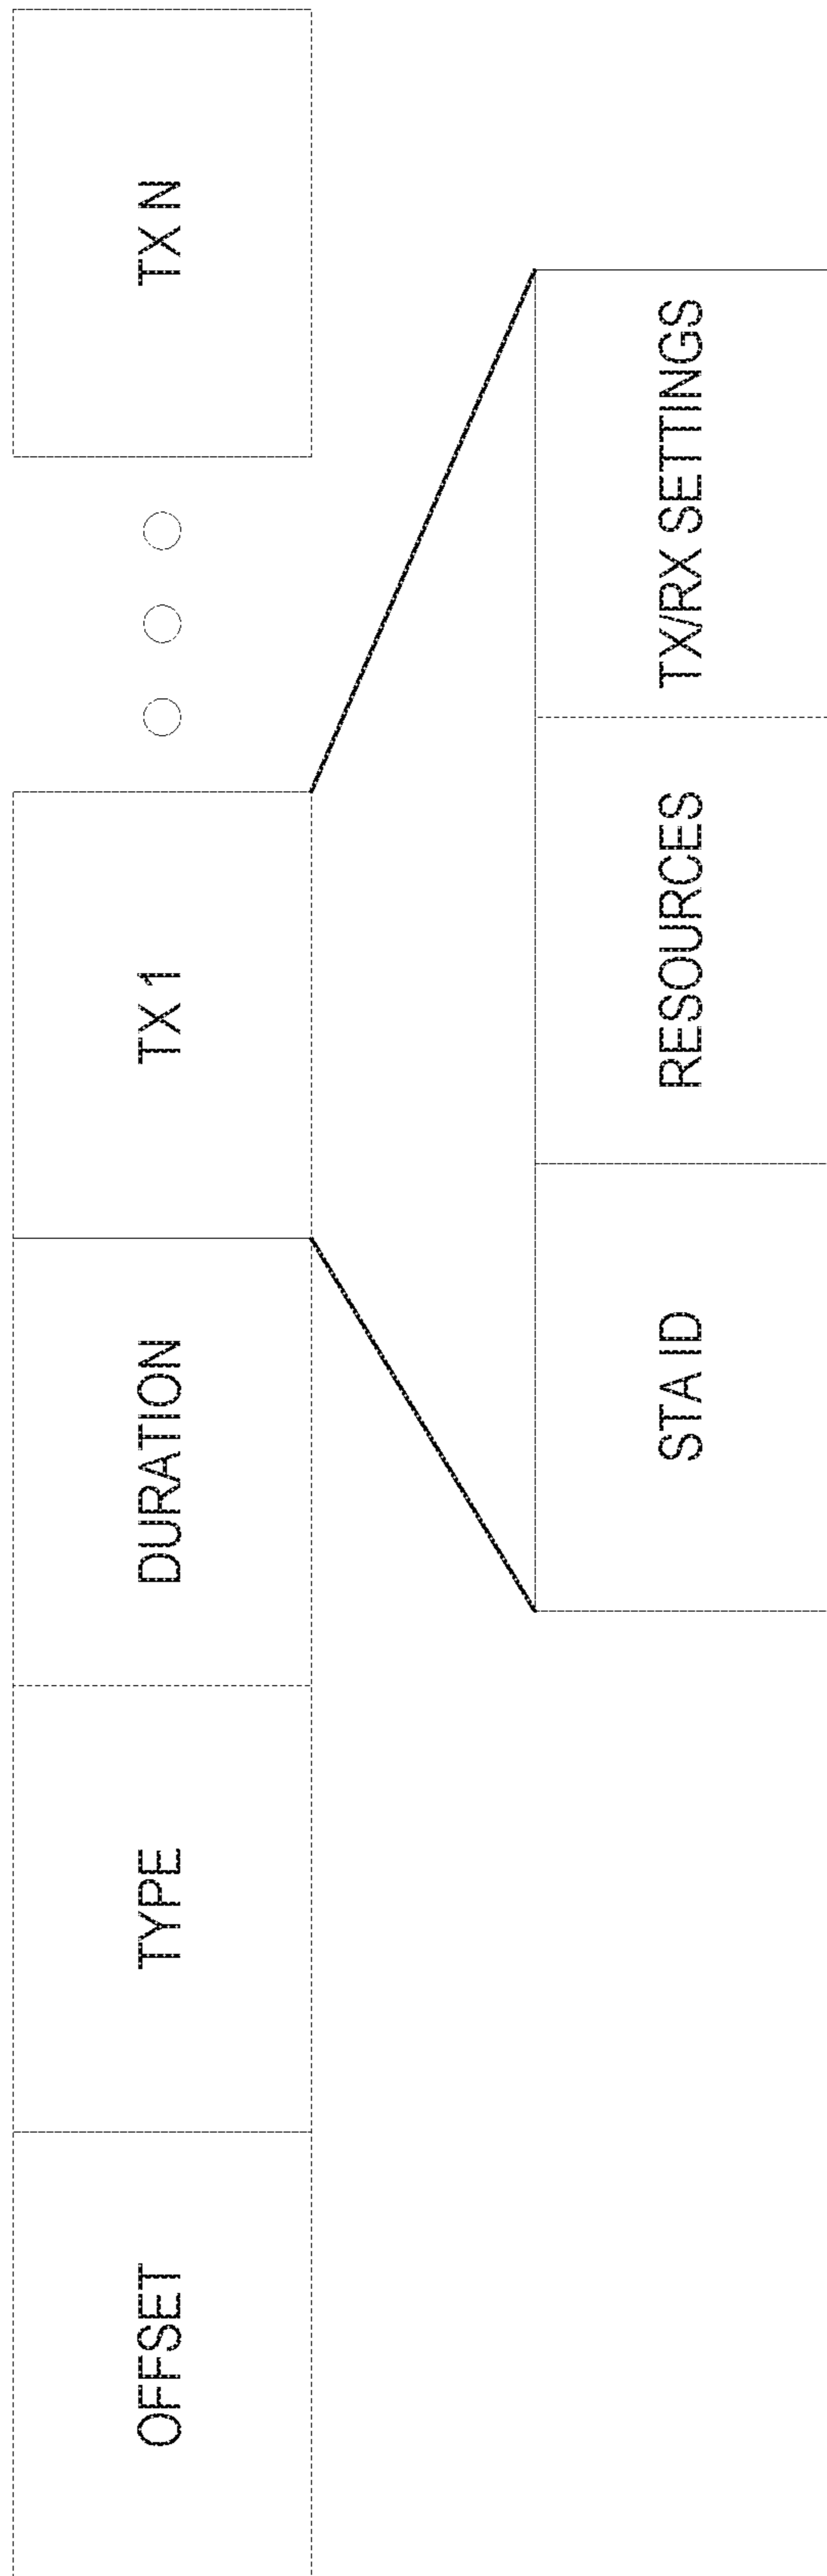 OFFSET
TYPE
DURATION
TX 1
TX N
STA ID
RESOURCES
TX/RX SETTINGS